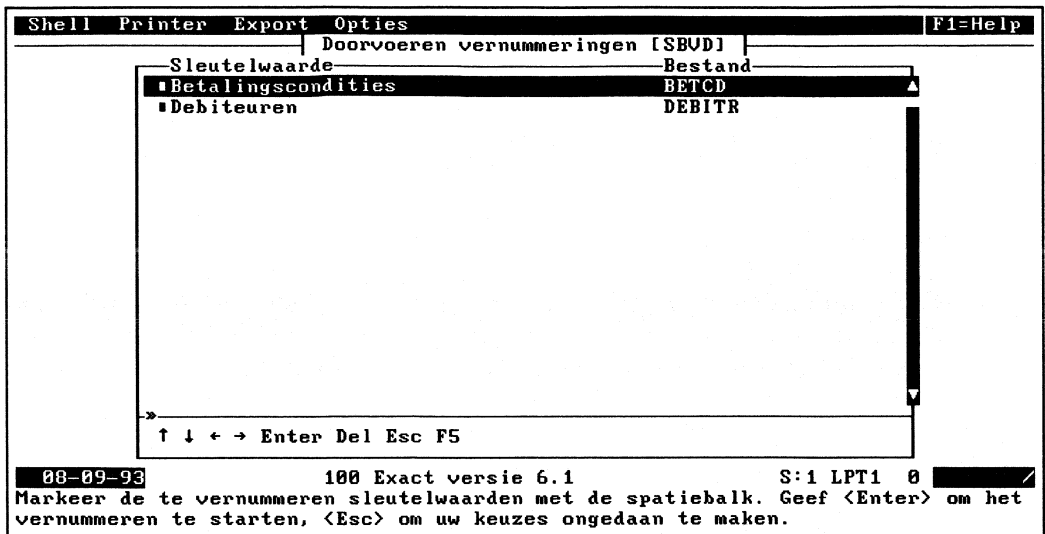 Shell Printer Export Opties F1=Help
Doorvoeren vernummeringen [SBVD]
Sleutelwaarde Bestand
Betalingscondities BETCD
Debiteuren DEBITR
»
↑ ↓ ← → Enter Del Esc F5
08-09-93 100 Exact versie 6.1 S:1 LPT1 0 /
Markeer de te vernummeren sleutelwaarden met de spatiebalk. Geef <Enter> om het
vernummeren te starten, <Esc> om uw keuzes ongedaan te maken.